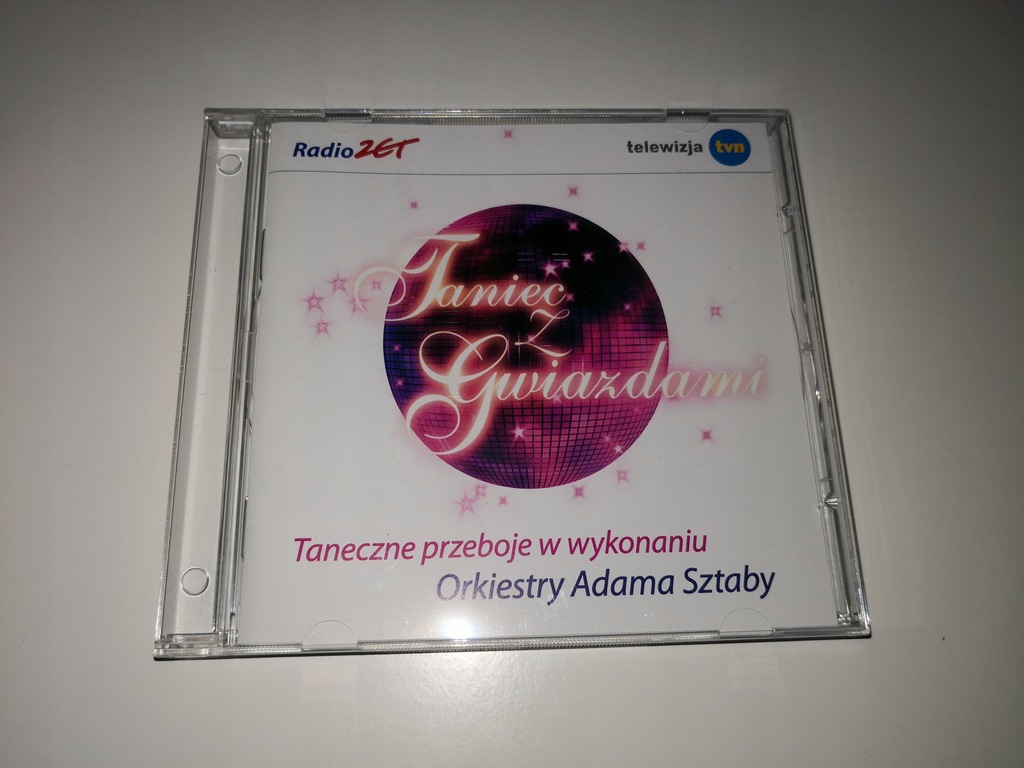 Radio ZET
telewizja tvn
Taniec
z
Gwiazdami
Taneczne przeboje w wykonaniu
Orkiestry Adama Sztaby